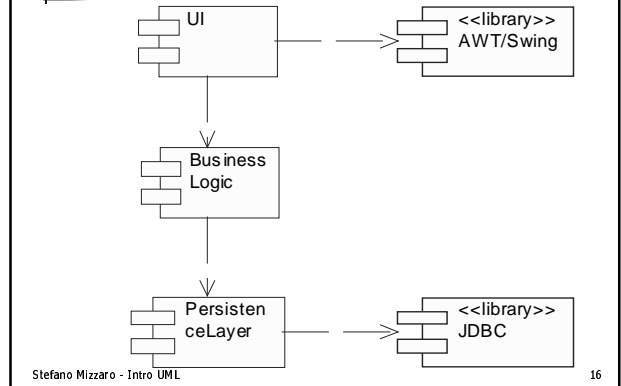 UI
<<library>>
AWT/Swing
Business
Logic
Persisten
ceLayer
<<library>>
JDBC
Stefano Mizzaro - Intro UML
16